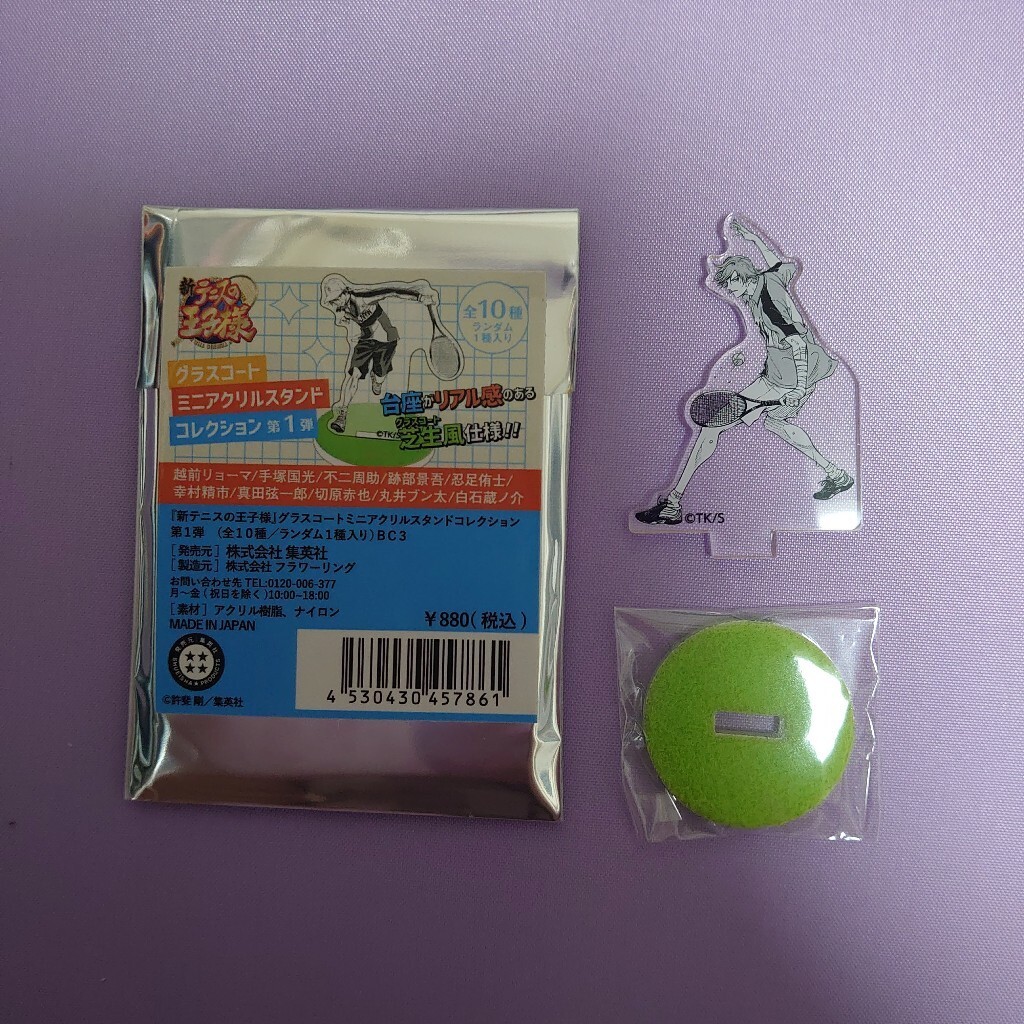 新テニスの
王子様
全10種
ランダム
1種入り
グラスコート
ミニアクリルスタンド
コレクション 第1弾
台座がリアル感のある
グラスコート
芝生風仕様!!
©TK/S
越前リョーマ/手塚国光/不二周助/跡部景吾/忍足侑士/
幸村精市/真田弦一郎/切原赤也/丸井ブン太/白石蔵ノ介
『新テニスの王子様』グラスコートミニアクリルスタンドコレクション
第1弾 (全10種/ランダム1種入り)BC3
[発売元] 株式会社 集英社
[製造元] 株式会社 フラワーリング
お問い合わせ先 TEL:0120-006-377
月〜金(祝日を除く)10:00~18:00
[素材] アクリル樹脂、ナイロン
MADE IN JAPAN
¥880(税込)
発売元 集英社
SHUEISHA PRODUCTS
4 530430 457861
©許斐 剛/集英社
©TK/S